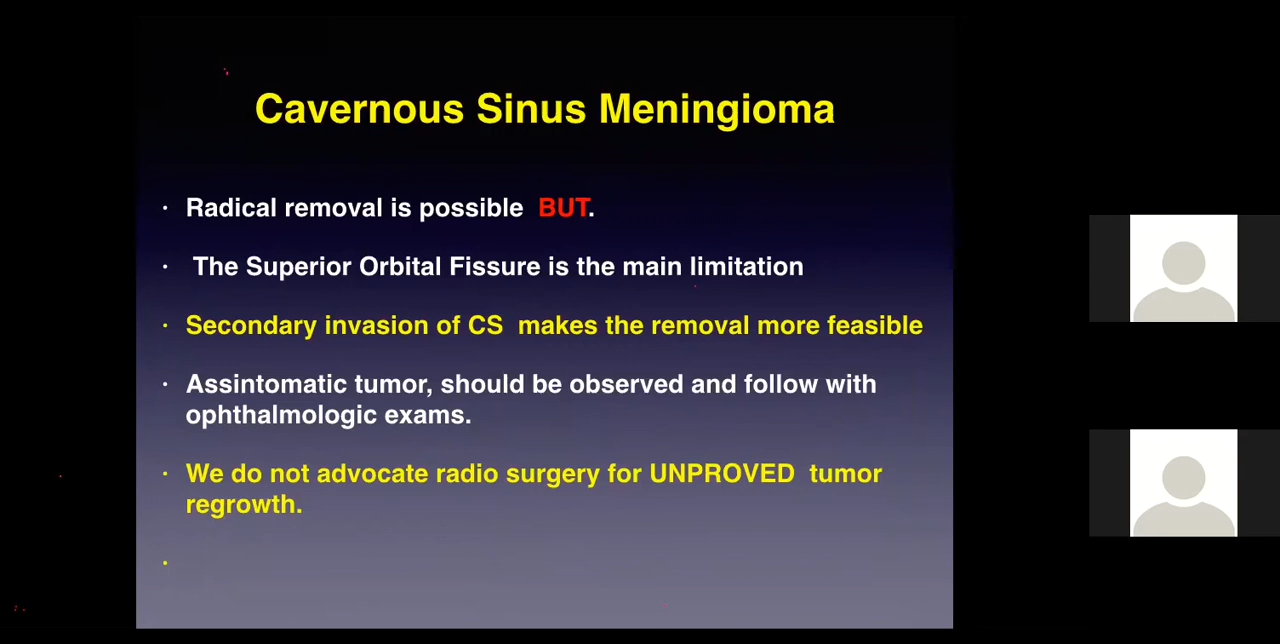 Cavernous Sinus Meningioma
· Radical removal is possible BUT.
· The Superior Orbital Fissure is the main limitation
· Secondary invasion of CS makes the removal more feasible
· Assintomatic tumor, should be observed and follow with
ophthalmologic exams.
· We do not advocate radio surgery for UNPROVED tumor
regrowth.
·